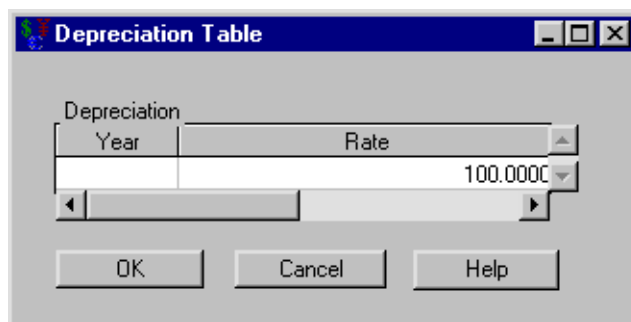 Depreciation Table
Depreciation
Year Rate
100.0000
OK Cancel Help